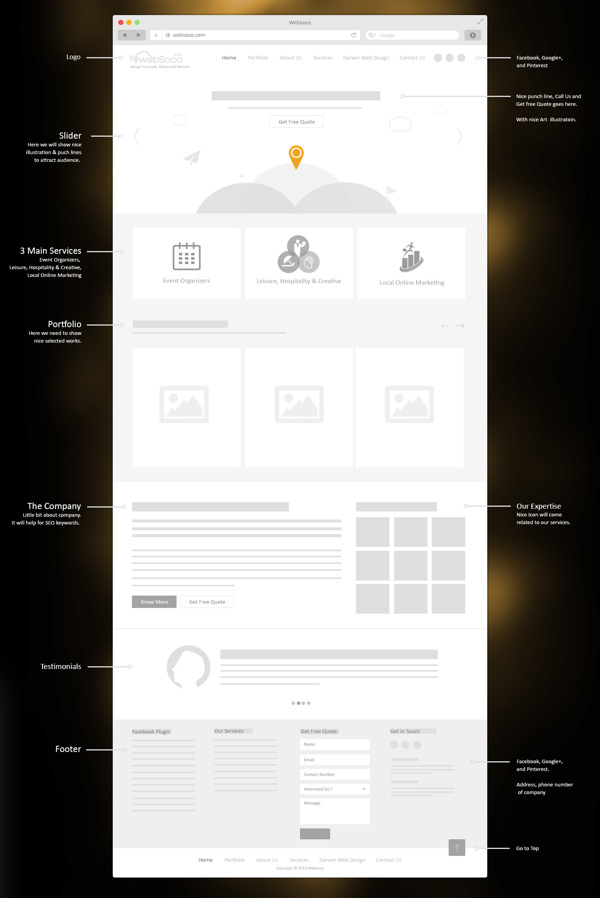 WebSoco
websoco.com
Google
Logo
webSoco
Design Focused. Measured Results.
Home
Portfolio
About Us
Services
Darwin Web Design
Contact Us
Facebook, Google+,
and Pinterest
Nice punch line, Call Us and
Get free Quote goes here.
With nice Art illustratoin.
Get Free Quote
Slider
Here we will show nice
illustration & puch lines
to attract audience.
3 Main Services
Event Organizers,
Leisure, Hospitality & Creative,
Local Online Marketing
Event Organizers
Leisure, Hospitality & Creative
Local Online Marketing
Portfolio
Here we need to show
nice selected works.
The Company
Little bit about company.
It will help for SEO keywords.
Our Expertise
Nice Icon will come
related to our services.
Know More
Get Free Quote
Testimonials
Footer
Facebook Plugin
Our Services
Get Free Quote
Name
Email
Contact Number
Interested for ?
Message
Get in Touch
Facebook, Google+,
and Pinterest.
Address, phone number
of company
Go to Top
Home
Portfolio
About Us
Services
Darwin Web Design
Contact Us